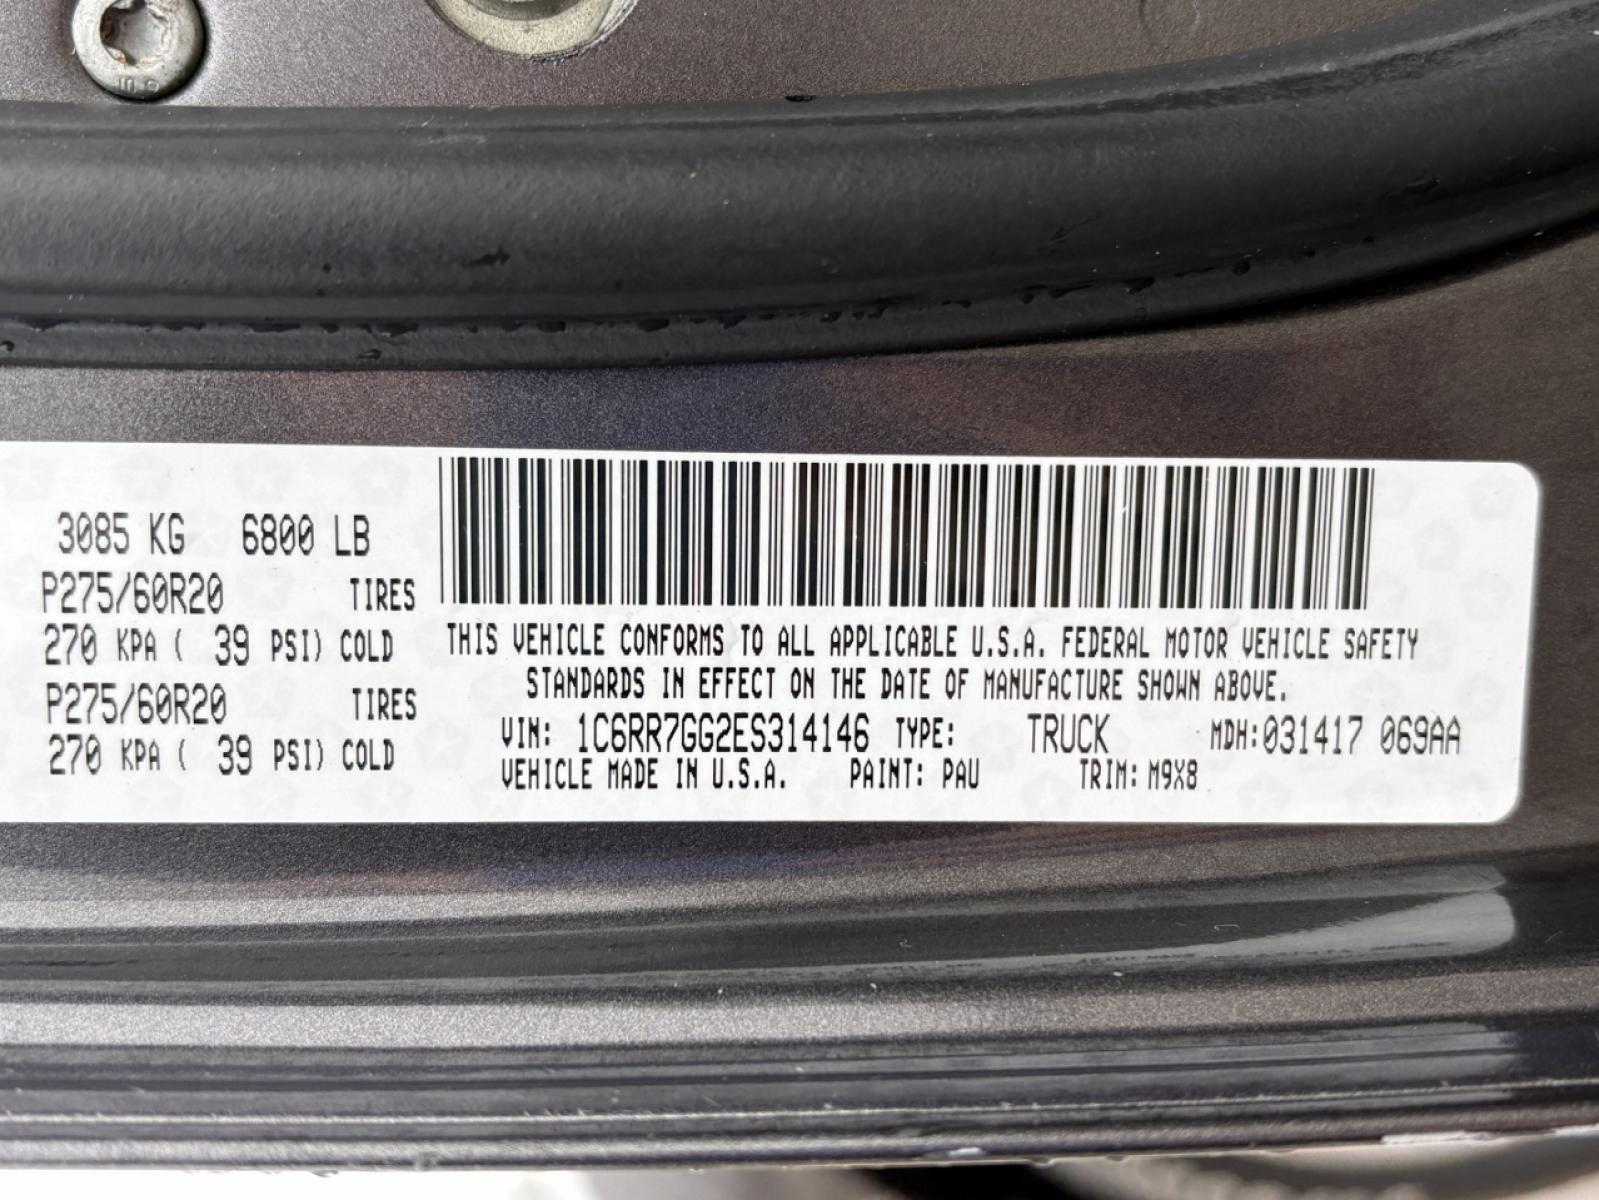 10.9
3085 KG 6800 LB
P275/60R20 TIRES
270 KPA ( 39 PSI) COLD
P275/60R20 TIRES
270 KPA ( 39 PSI) COLD
THIS VEHICLE CONFORMS TO ALL APPLICABLE U.S.A. FEDERAL MOTOR VEHICLE SAFETY
STANDARDS IN EFFECT ON THE DATE OF MANUFACTURE SHOWN ABOVE.
VIN: 1C6RR7GG2ES314146 TYPE: TRUCK MDH:031417 069AA
VEHICLE MADE IN U.S.A. PAINT: PAU TRIM: M9X8